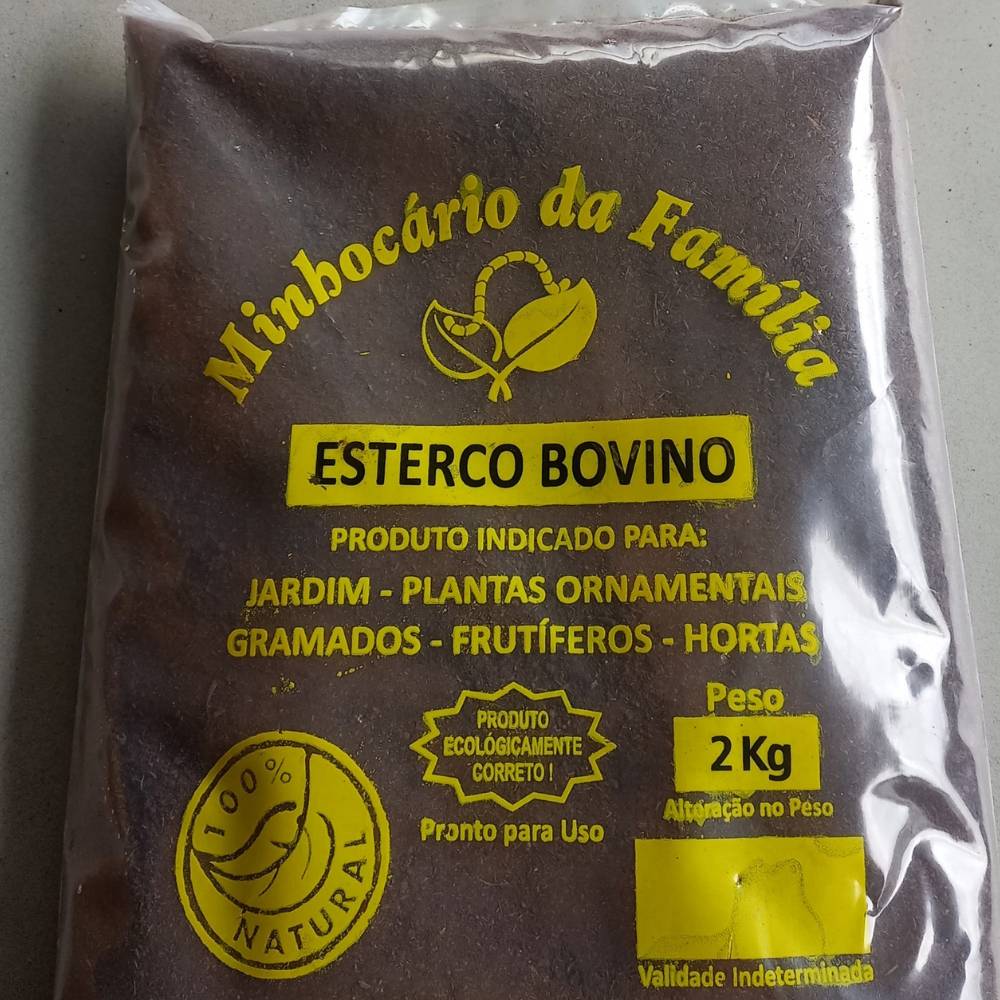 Minhocário da Família
ESTERCO BOVINO
PRODUTO INDICADO PARA:
JARDIM - PLANTAS ORNAMENTAIS
GRAMADOS - FRUTÍFEROS - HORTAS
100%
NATURAL
PRODUTO
ECOLÓGICAMENTE
CORRETO !
Pronto para Uso
Peso
2 Kg
Alteração no Peso
Validade Indeterminada